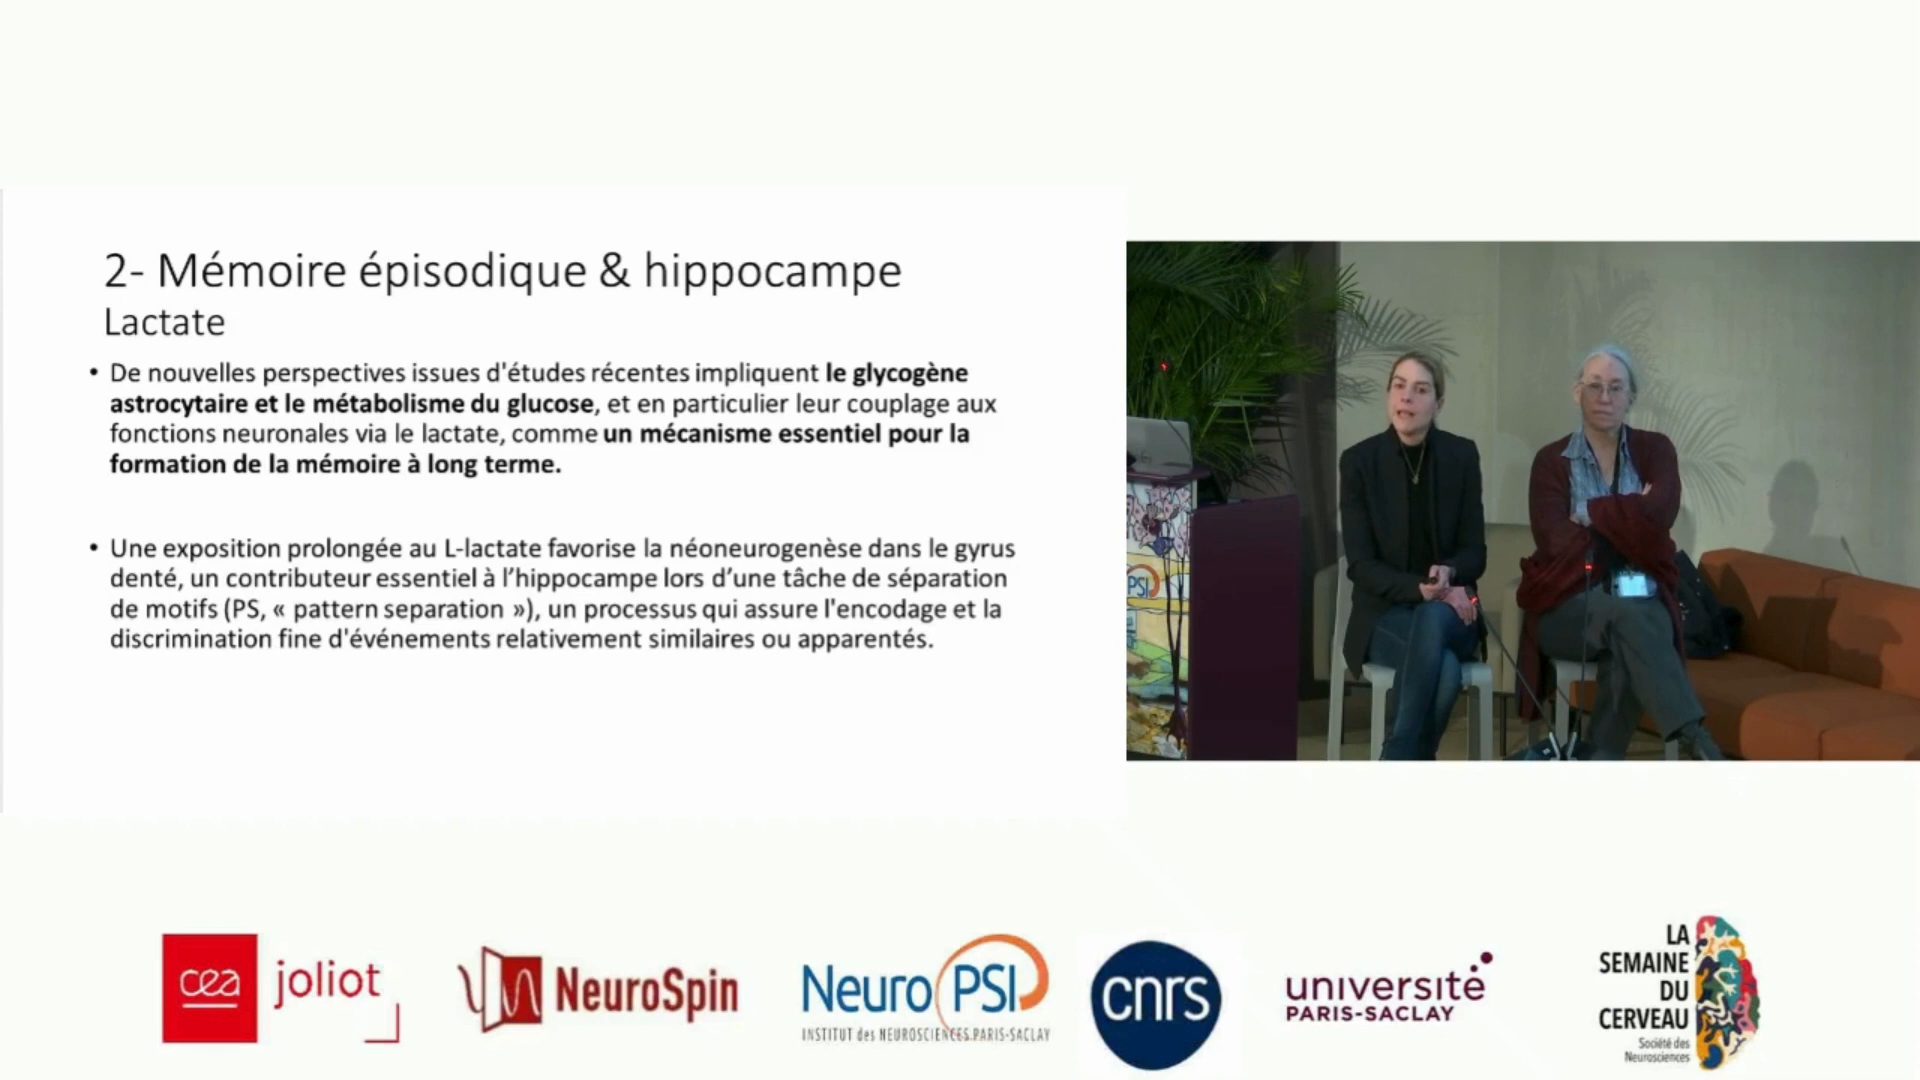 2- Mémoire épisodique & hippocampe
Lactate
• De nouvelles perspectives issues d'études récentes impliquent le glycogène
astrocytaire et le métabolisme du glucose, et en particulier leur couplage aux
fonctions neuronales via le lactate, comme un mécanisme essentiel pour la
formation de la mémoire à long terme.
• Une exposition prolongée au L-lactate favorise la néoneurogenèse dans le gyrus
denté, un contributeur essentiel à l’hippocampe lors d’une tâche de séparation
de motifs (PS, « pattern separation »), un processus qui assure l'encodage et la
discrimination fine d'événements relativement similaires ou apparentés.
PSI
cea
joliot
NeuroSpin
NeuroPSI
INSTITUT des NEUROSCIENCES PARIS-SACLAY
cnrs
université
PARIS-SACLAY
LA
SEMAINE
DU
CERVEAU
Société des
Neurosciences